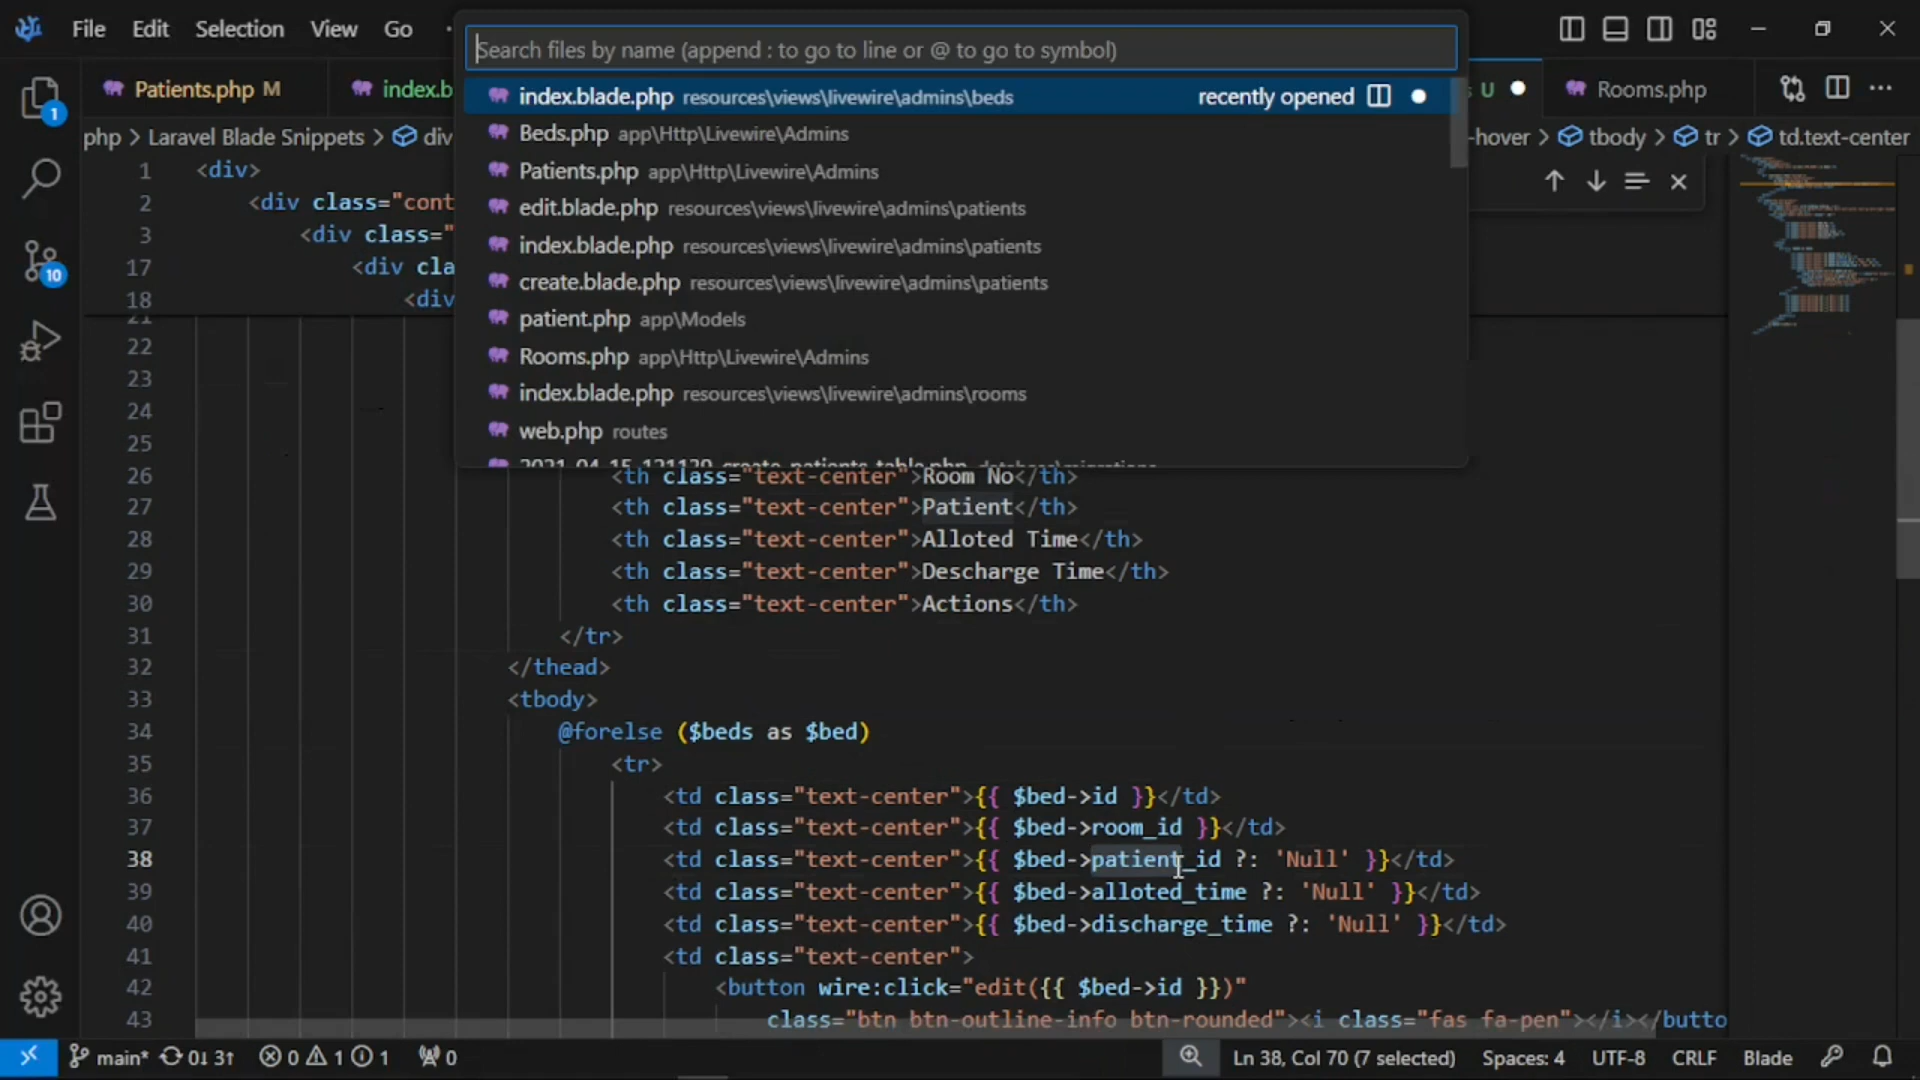 File Edit Selection View Go
Search files by name (append : to go to line or @ to go to symbol)
index.blade.php resources\views\livewire\admins\beds recently opened
Beds.php app\Http\Livewire\Admins
Patients.php app\Http\Livewire\Admins
edit.blade.php resources\views\livewire\admins\patients
index.blade.php resources\views\livewire\admins\patients
create.blade.php resources\views\livewire\admins\patients
patient.php app\Models
Rooms.php app\Http\Livewire\Admins
index.blade.php resources\views\livewire\admins\rooms
web.php routes
2021_04_15_121129_create_patients_table.php database\migrations
Patients.php M
index.b
U
Rooms.php
php > Laravel Blade Snippets > div
-hover > tbody > tr > td.text-center
1 <div>
2 <div class="cont
3 <div class="
17 <div cla
18 <div
21
22
23
24
25
26 <th class="text-center">Room No</th>
27 <th class="text-center">Patient</th>
28 <th class="text-center">Alloted Time</th>
29 <th class="text-center">Descharge Time</th>
30 <th class="text-center">Actions</th>
31 </tr>
32 </thead>
33 <tbody>
34 @forelse ($beds as $bed)
35 <tr>
36 <td class="text-center">{{ $bed->id }}</td>
37 <td class="text-center">{{ $bed->room_id }}</td>
38 <td class="text-center">{{ $bed->patient_id ?: 'Null' }}</td>
39 <td class="text-center">{{ $bed->alloted_time ?: 'Null' }}</td>
40 <td class="text-center">{{ $bed->discharge_time ?: 'Null' }}</td>
41 <td class="text-center">
42 <button wire:click="edit({{ $bed->id }})"
43 class="btn btn-outline-info btn-rounded"><i class="fas fa-pen"></i></butto
1
10
main* 0↓ 3↑ 0 1 1 0
Ln 38, Col 70 (7 selected) Spaces: 4 UTF-8 CRLF Blade